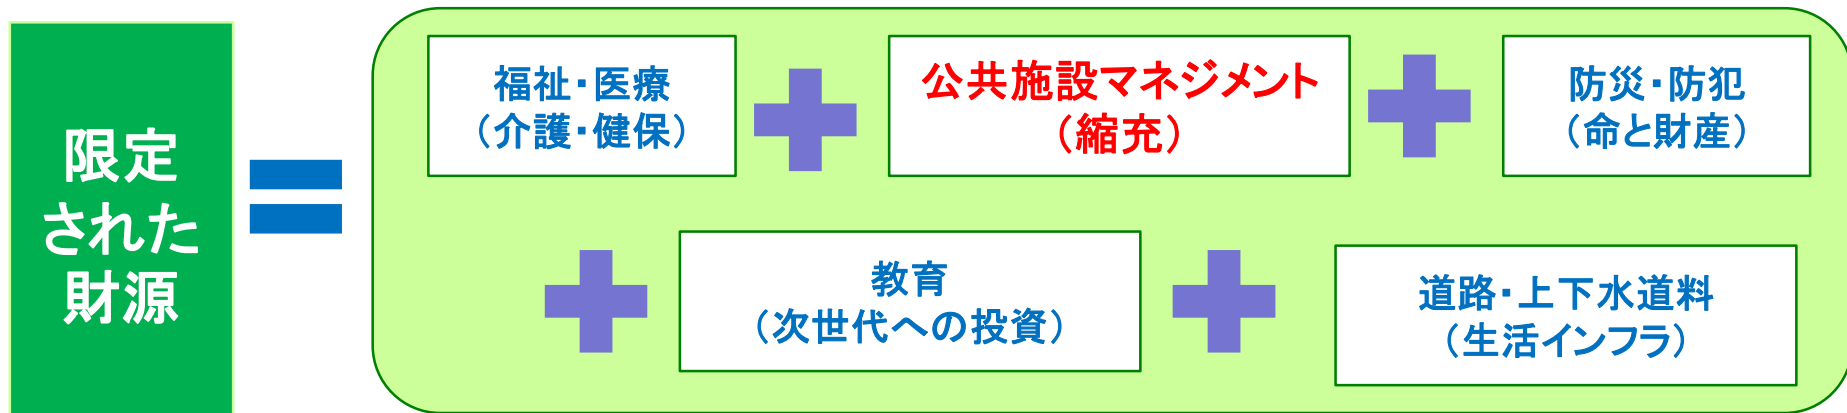 限定
された
財源
福祉・医療
（介護・健保）
公共施設マネジメント
（縮充）
防災・防犯
（命と財産）
教育
（次世代への投資）
道路・上下水道料
（生活インフラ）